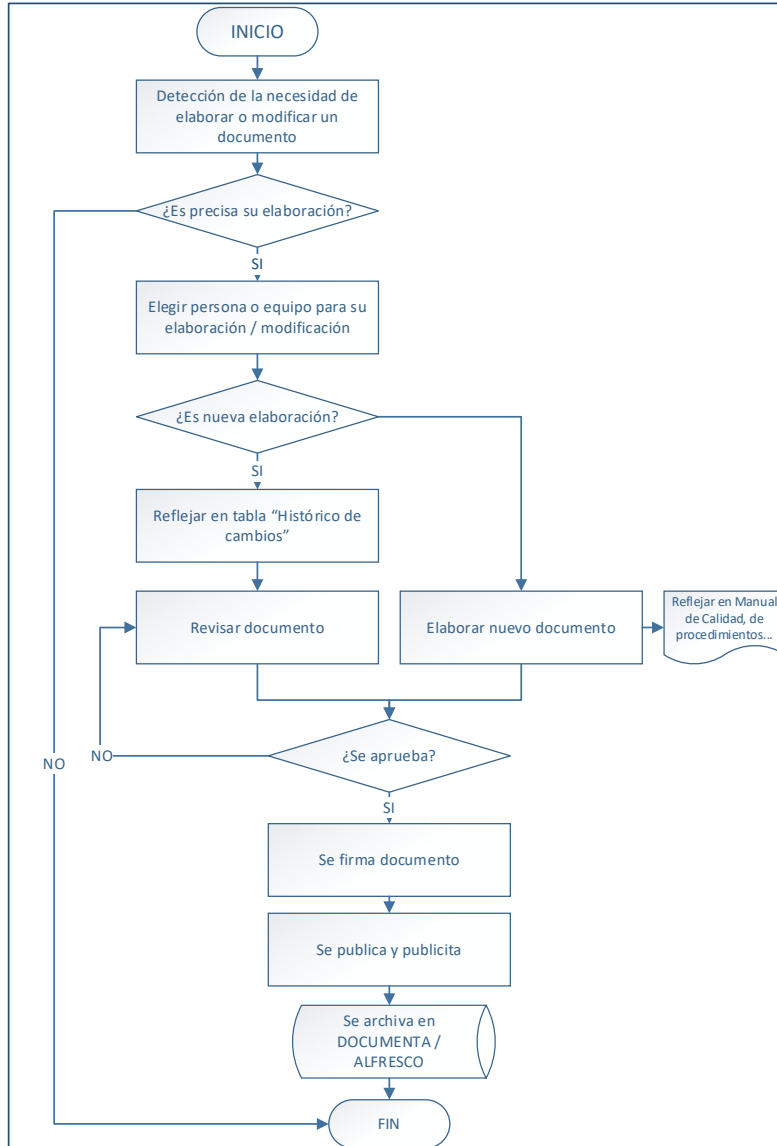 INICIO
Detección de la necesidad de
elaborar o modificar un
documento
¿Es precisa su elaboración?
SI
Elegir persona o equipo para su
elaboración / modificación
¿Es nueva elaboración?
SI
Reflejar en tabla “Histórico de
cambios”
Revisar documento
Elaborar nuevo documento
Reflejar en Manual
de Calidad, de
procedimientos...
¿Se aprueba?
NO
NO
SI
Se firma documento
Se publica y publicita
Se archiva en
DOCUMENTA /
ALFRESCO
FIN